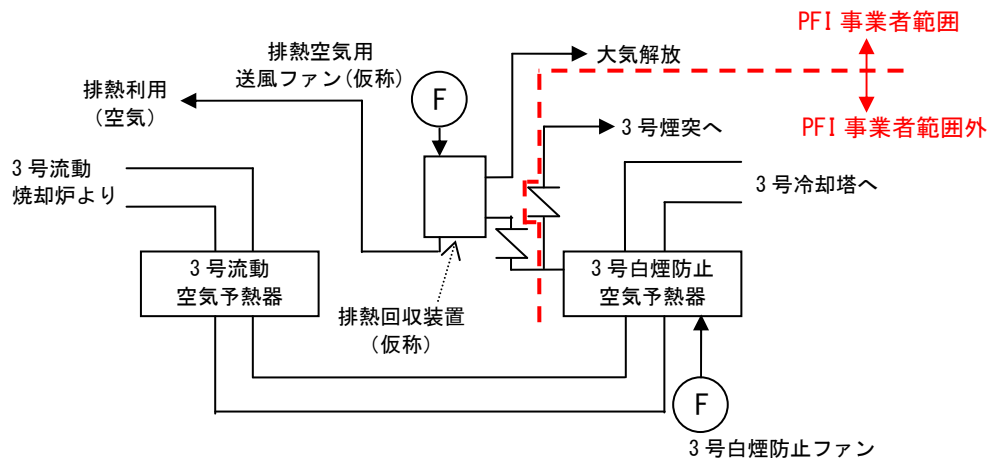 PFI 事業者範囲
排熱空気用
送風ファン(仮称)
大気解放
排熱利用
(空気)
F
3号煙突へ
PFI 事業者範囲外
3号流動
焼却炉より
3号冷却塔へ
3号流動
空気予熱器
3号白煙防止
空気予熱器
排熱回収装置
(仮称)
F
3号白煙防止ファン